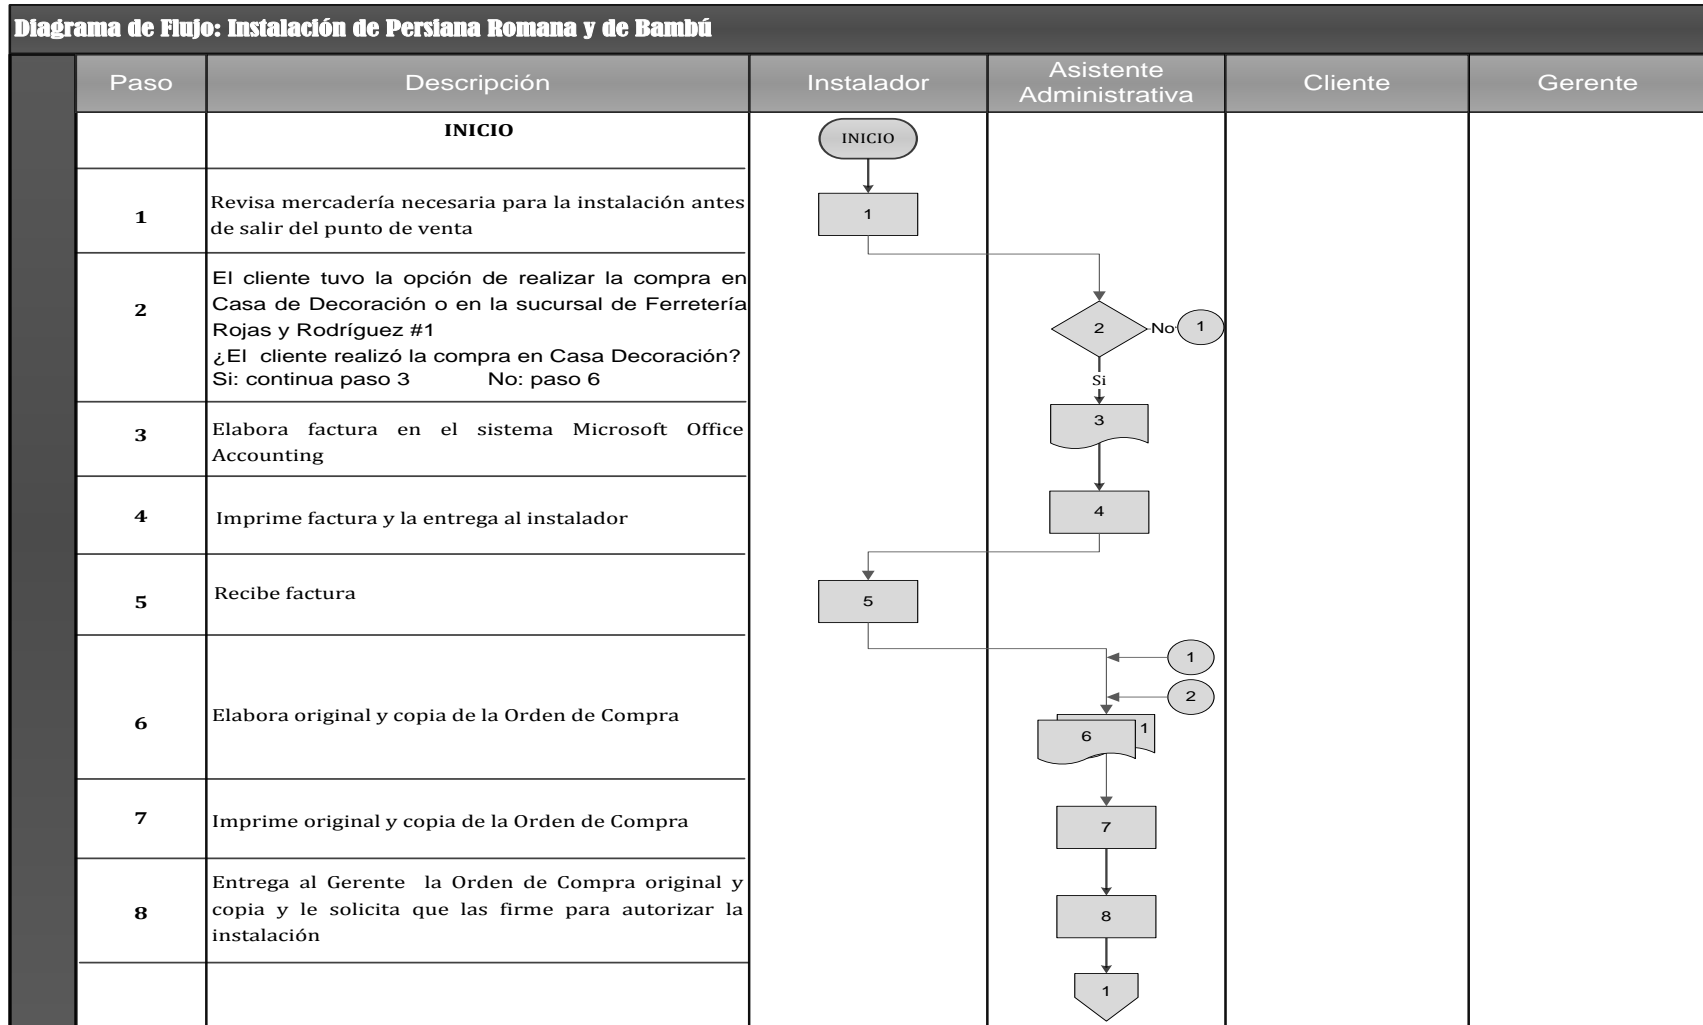 Diagrama de Flujo: Instalación de Persiana Romana y de Bambú
Paso
Descripción
Instalador
Asistente
Administrativa
Cliente
Gerente
INICIO
INICIO
1
Revisa mercadería necesaria para la instalación antes
de salir del punto de venta
1
2
El cliente tuvo la opción de realizar la compra en
Casa de Decoración o en la sucursal de Ferretería
Rojas y Rodríguez #1
¿El cliente realizó la compra en Casa Decoración?
Si: continua paso 3 No: paso 6
2
No
1
Si
3
Elabora factura en el sistema Microsoft Office
Accounting
3
4
Imprime factura y la entrega al instalador
4
5
Recibe factura
5
1
2
6
Elabora original y copia de la Orden de Compra
6
1
7
Imprime original y copia de la Orden de Compra
7
8
Entrega al Gerente la Orden de Compra original y
copia y le solicita que las firme para autorizar la
instalación
8
1